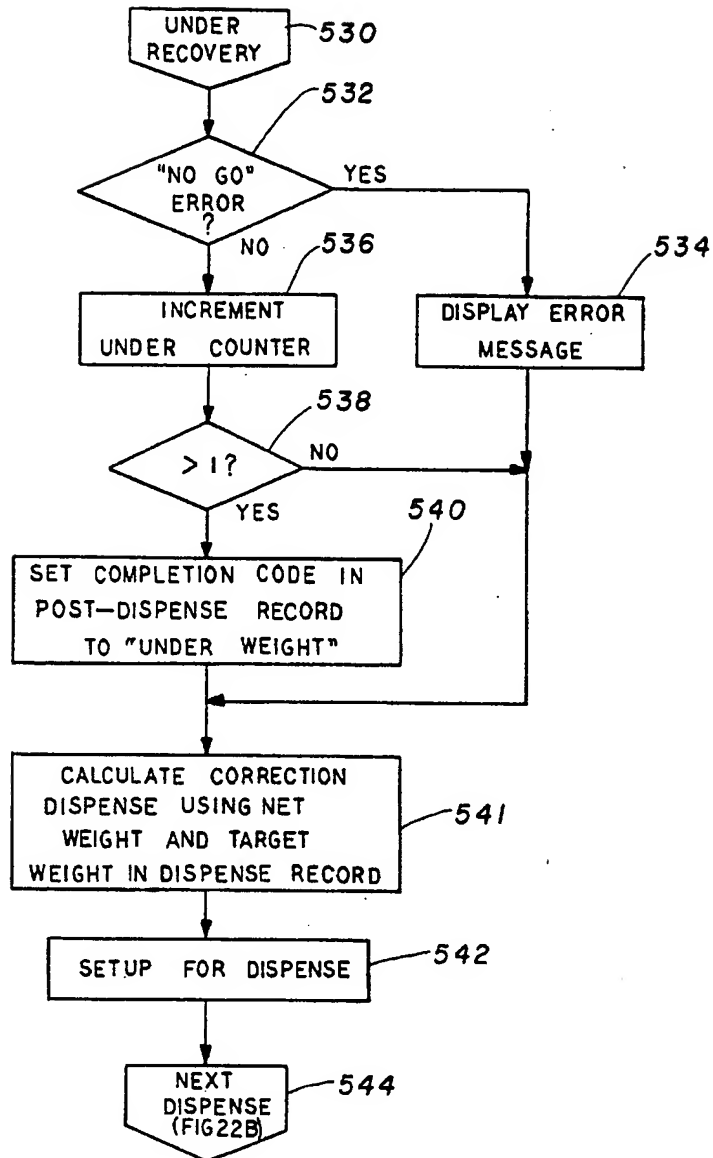 UNDER
RECOVERY
530
532
"NO GO"
ERROR
?
YES
NO
536
534
INCREMENT
UNDER COUNTER
DISPLAY ERROR
MESSAGE
538
> 1?
NO
YES
540
SET COMPLETION CODE IN
POST-DISPENSE RECORD
TO "UNDER WEIGHT"
CALCULATE CORRECTION
DISPENSE USING NET
WEIGHT AND TARGET
WEIGHT IN DISPENSE RECORD
541
SETUP FOR DISPENSE
542
NEXT
DISPENSE
(FIG22B)
544